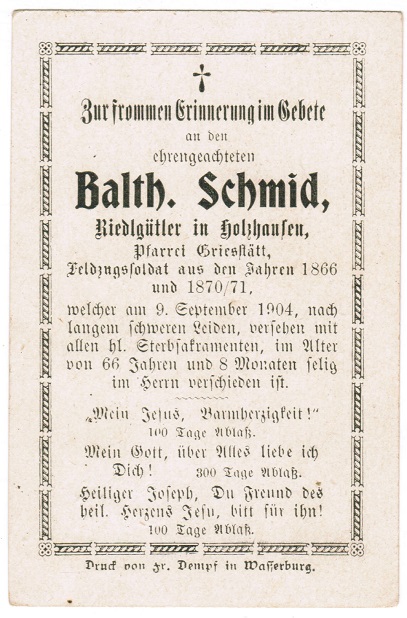 Zur frommen Erinnerung im Gebete
an den
ehrengeachteten
Balth. Schmid,
Riedlgütler in Holzhausen,
Pfarrei Griesstätt,
Feldzugssoldat aus den Jahren 1866
und 1870/71,
welcher am 9. September 1904, nach
langem schweren Leiden, versehen mit
allen hl. Sterbsakramenten, im Alter
von 66 Jahren und 8 Monaten selig
im Herrn verschieden ist.
„Mein Jesus, Barmherzigkeit!"
100 Tage Ablaß.
Mein Gott, über Alles liebe ich
Dich! 300 Tage Ablaß.
Heiliger Joseph, Du Freund des
heil. Herzens Jesu, bitt für ihn!
100 Tage Ablaß.
Druck von Fr. Dempf in Wasserburg.